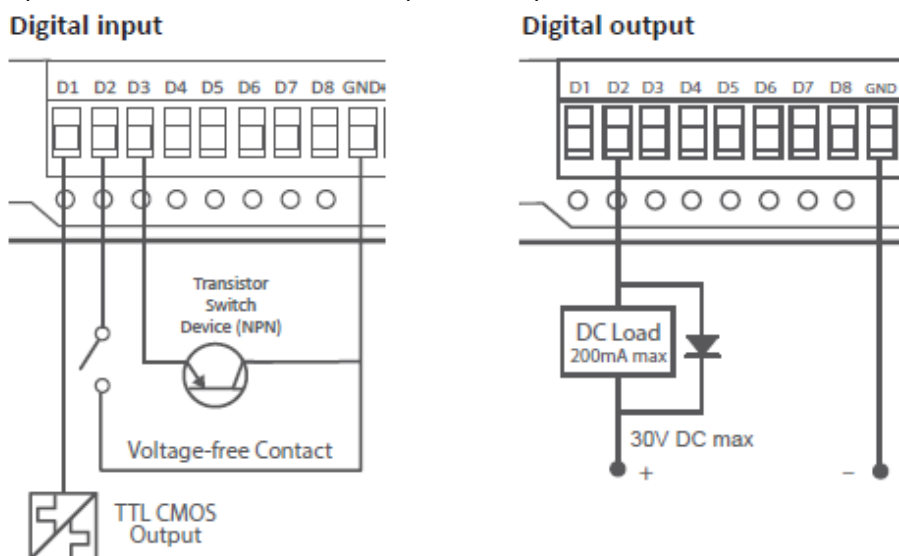 Digital input
D1 D2 D3 D4 D5 D6 D7 D8 GND
Transistor
Switch
Device (NPN)
Voltage-free Contact
TTL CMOS
Output
Digital output
D1 D2 D3 D4 D5 D6 D7 D8 GND
DC Load
200mA max
30V DC max
+ –